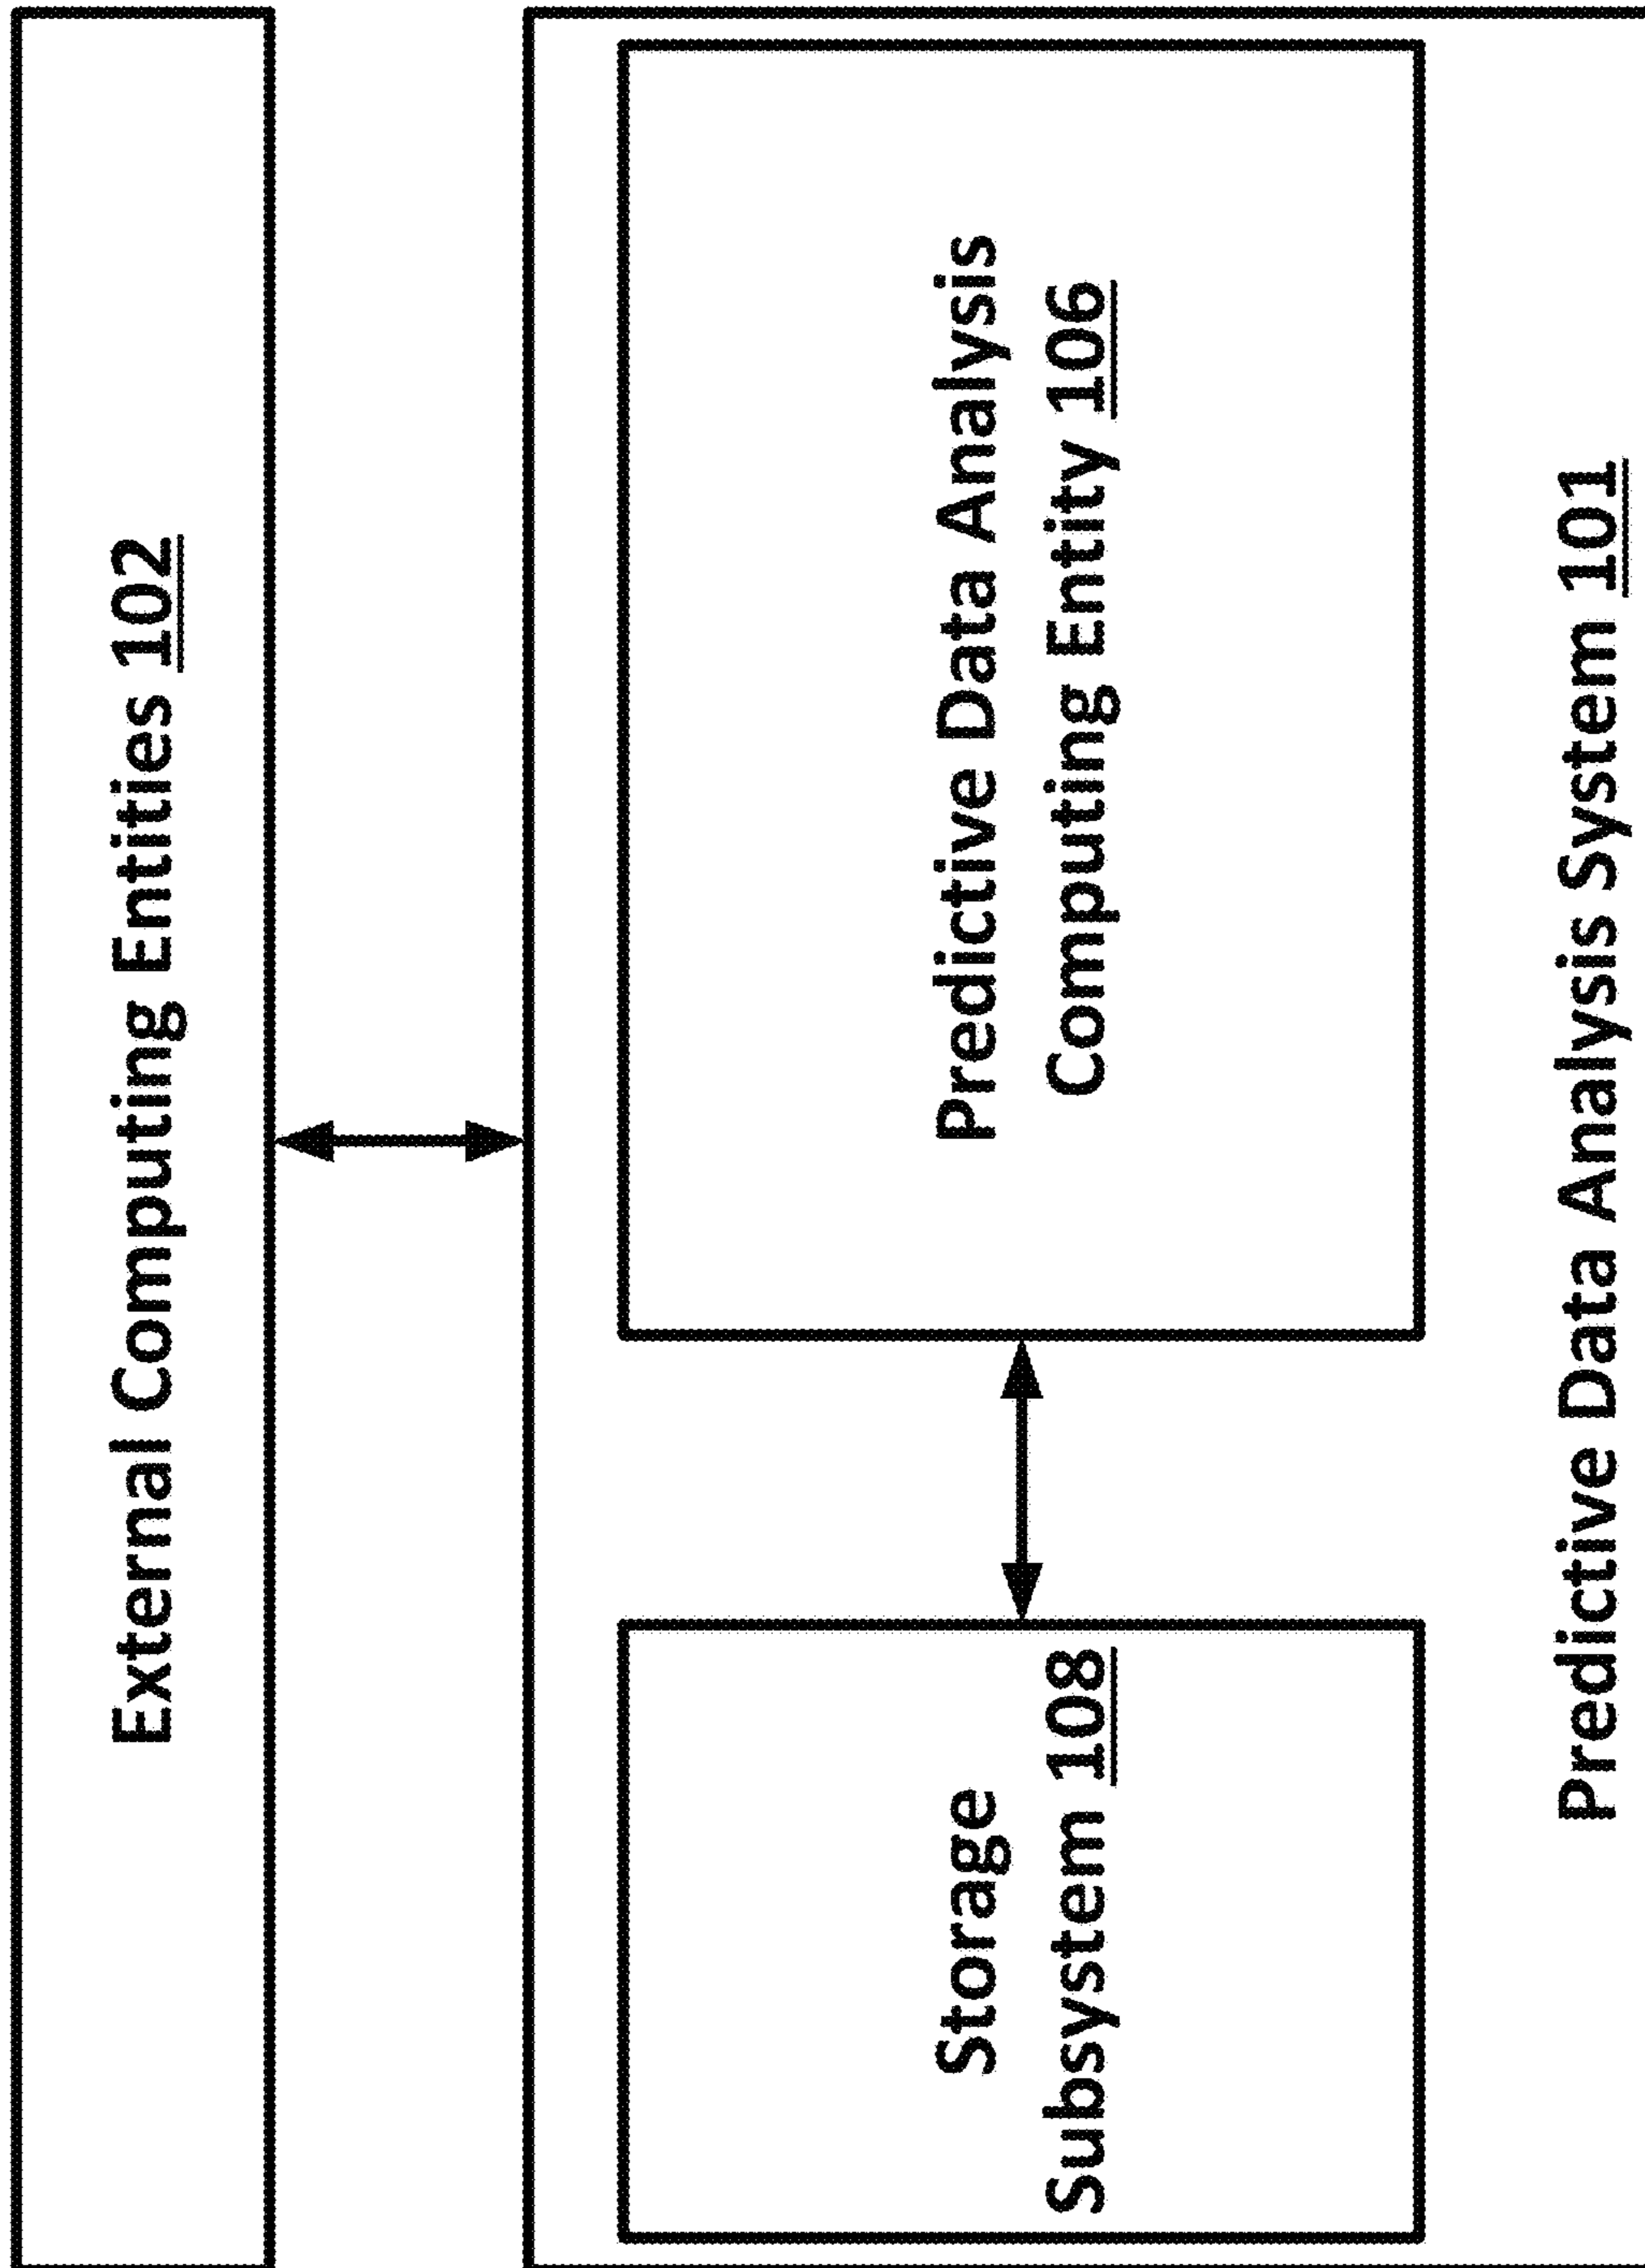 External Computing Entities 102
Storage
Subsystem 108
Predictive Data Analysis
Computing Entity 106
Predictive Data Analysis System 101